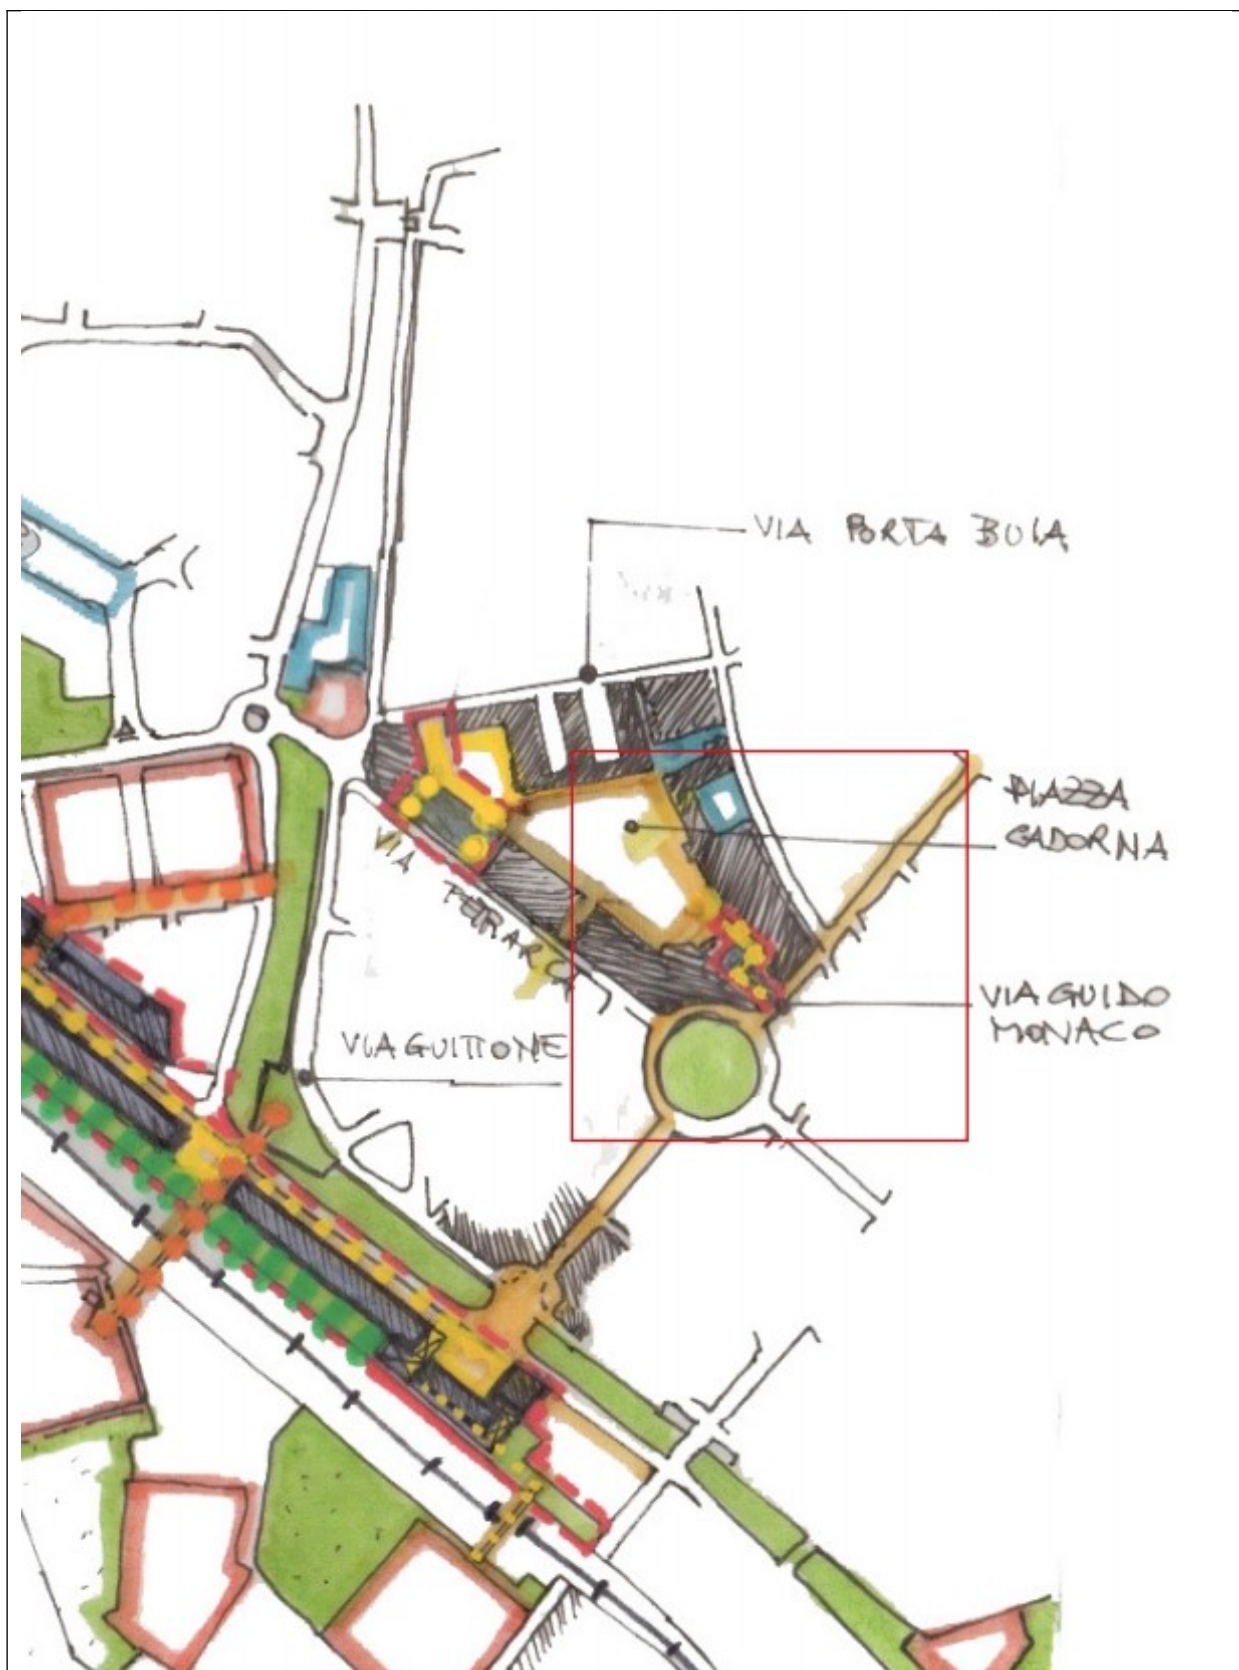 VIA PORTA BUIA
PIAZZA
CADORNA
VIA
PETRARCA
VIA GUIDO
MONACO
VIA GUITTONE